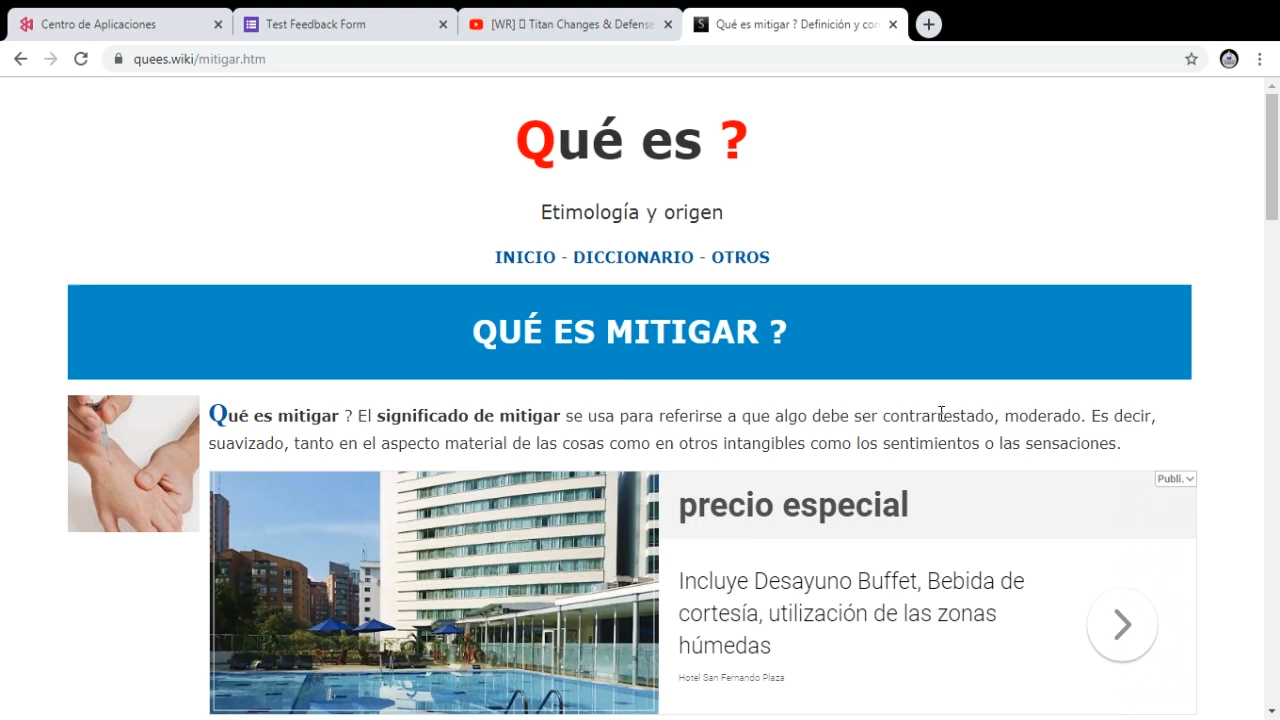 Centro de Aplicaciones
Test Feedback Form
[WR] Titan Changes & Defense
Qué es mitigar ? Definición y con
quees.wiki/mitigar.htm
Qué es ?
Etimología y origen
INICIO - DICCIONARIO - OTROS
QUÉ ES MITIGAR ?
Qué es mitigar ? El significado de mitigar se usa para referirse a que algo debe ser contrarrestado, moderado. Es decir,
suavizado, tanto en el aspecto material de las cosas como en otros intangibles como los sentimientos o las sensaciones.
Publi.
precio especial
Incluye Desayuno Buffet, Bebida de
cortesía, utilización de las zonas
húmedas
Hotel San Fernando Plaza